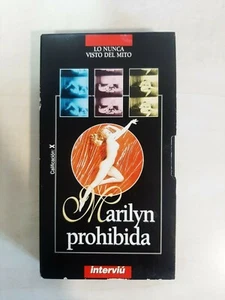 LO NUNCA
VISTO DEL MITO
Calificación: X
Marilyn
prohibida
interviú